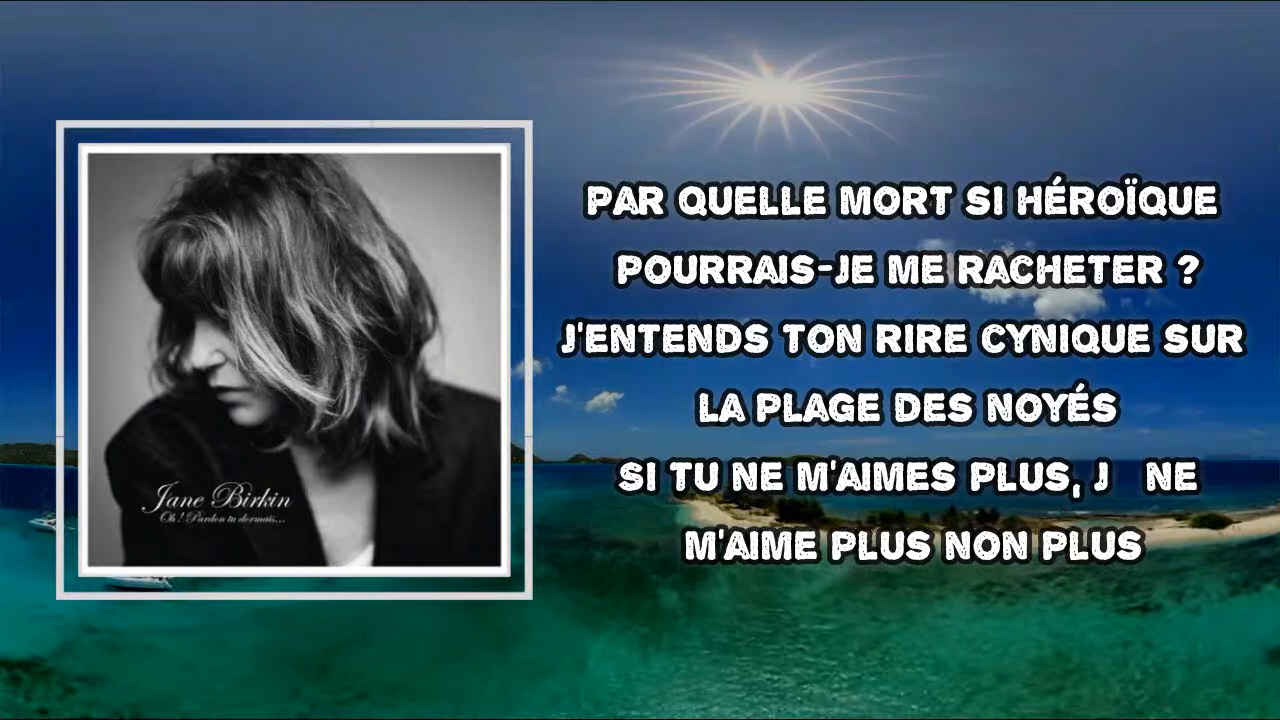 PAR QUELLE MORT SI HÉROÏQUE
POURRAIS-JE ME RACHETER ?
J'ENTENDS TON RIRE CYNIQUE SUR
LA PLAGE DES NOYÉS
SI TU NE M'AIMES PLUS, J NE
M'AIME PLUS NON PLUS
Jane Birkin
Oh! Pardon tu dormais...